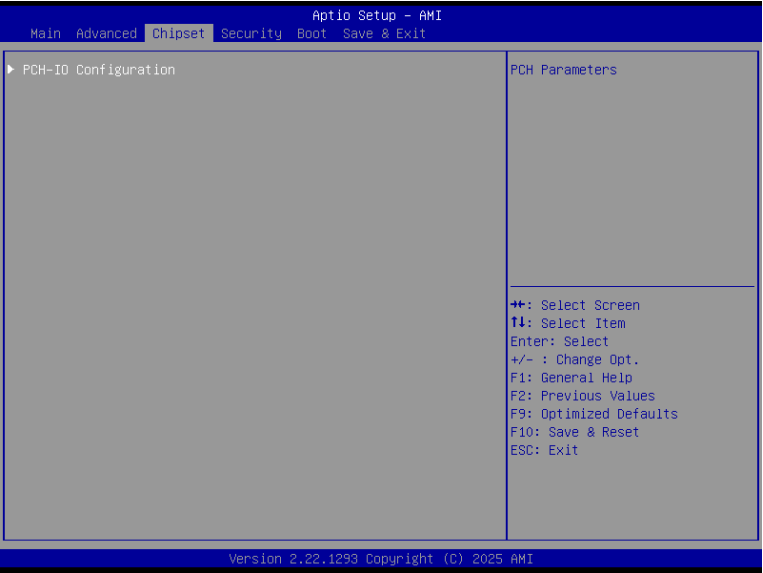 Aptio Setup – AMI
Main Advanced Chipset Security Boot Save & Exit
▶ PCH-IO Configuration
PCH Parameters
→←: Select Screen
↑↓: Select Item
Enter: Select
+/- : Change Opt.
F1: General Help
F2: Previous Values
F9: Optimized Defaults
F10: Save & Reset
ESC: Exit
Version 2.22.1293 Copyright (C) 2025 AMI